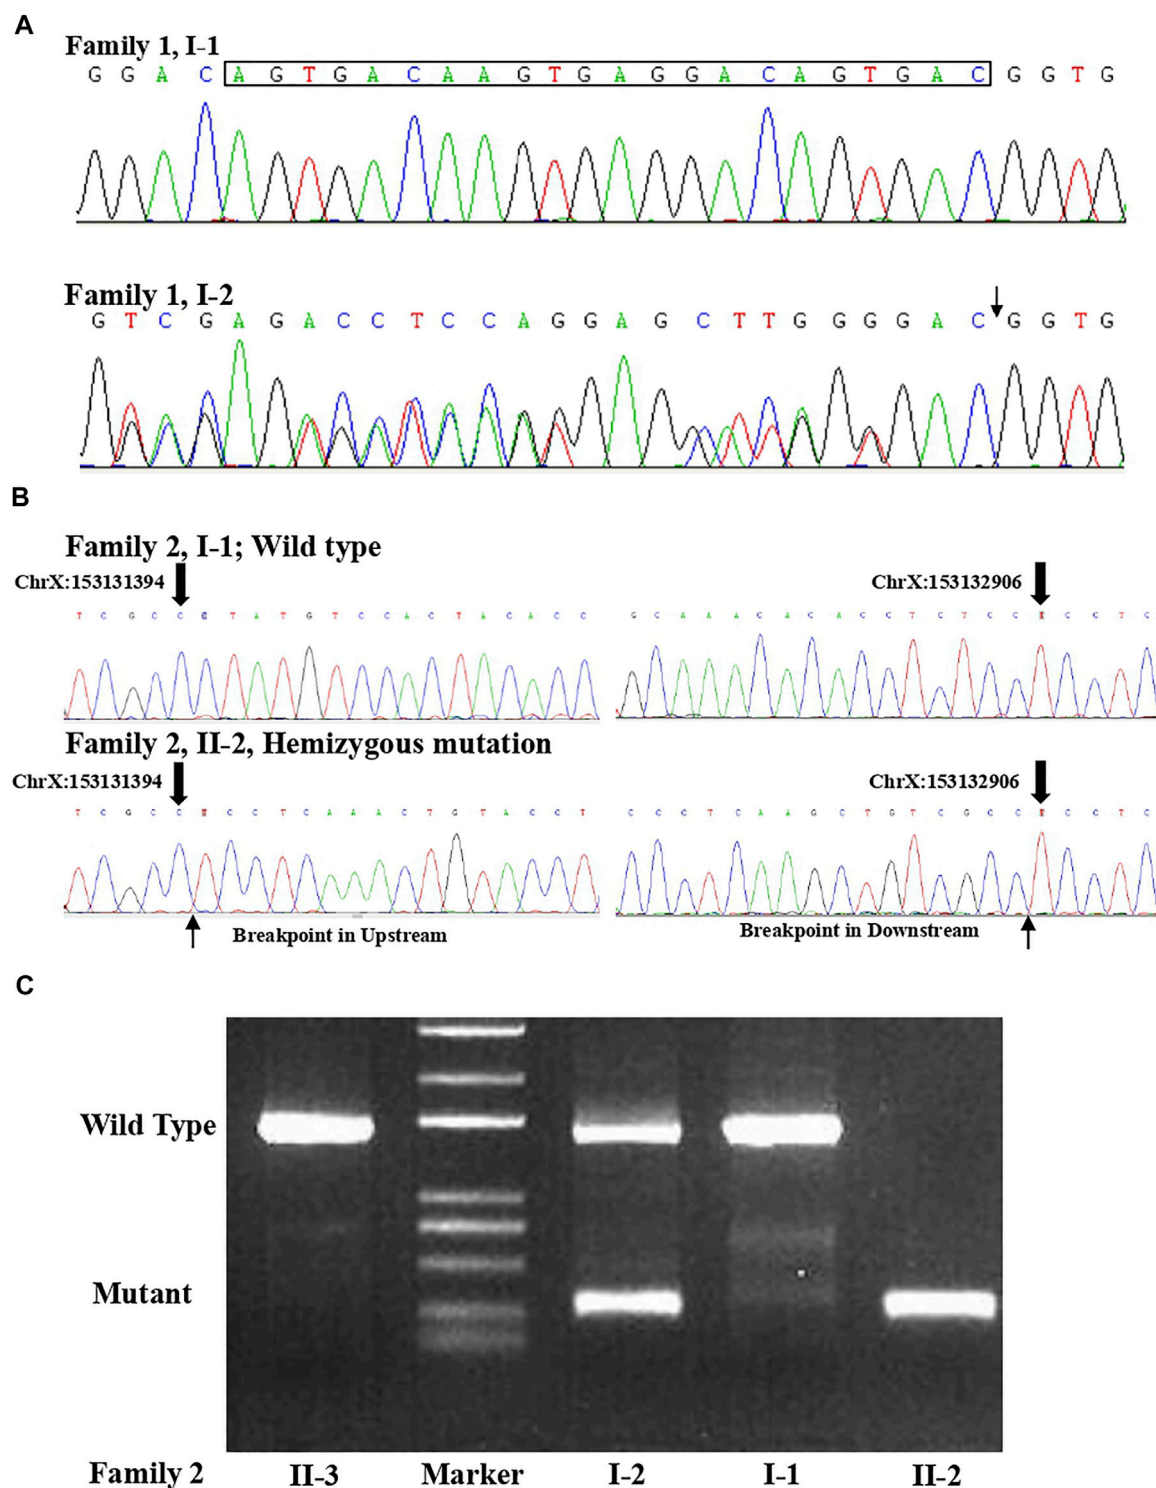 A
Family 1, I-1
G G A C A G T G A C A A G T G A G G A C A G T G A C G G T G
Family 1, I-2
G T C G A G A C C T C C A G G A G C T T G G G G A C G G T G
B
Family 2, I-1; Wild type
ChrX:153131394 ChrX:153132906
T C G C C T A T G T C C A C T A C A C C G C A A A C A C A C C T C T C C C C T C
Family 2, II-2, Hemizygous mutation
ChrX:153131394 ChrX:153132906
T C G C C C C T C A A A C T G T A C C T C C C T C A A G C T G T C G C C C C T C
Breakpoint in Upstream Breakpoint in Downstream
C
Wild Type
Mutant
Family 2 II-3 Marker I-2 I-1 II-2